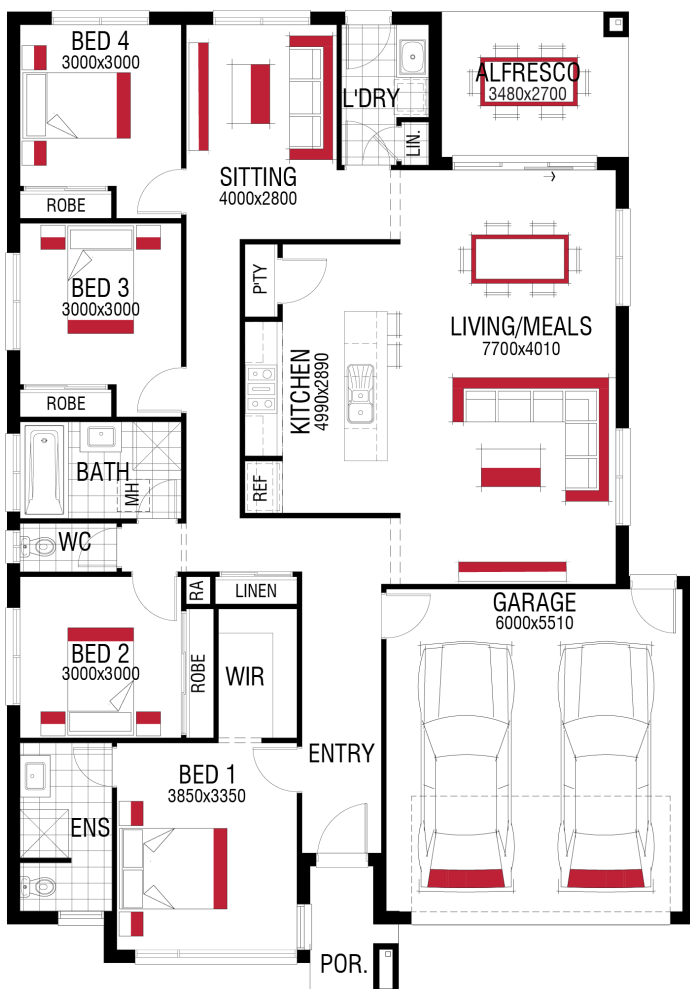 BED 4
3000x3000
ALFRESCO
3480x2700
L'DRY
LIN.
SITTING
4000x2800
ROBE
P'TY
BED 3
3000x3000
LIVING/MEALS
7700x4010
KITCHEN
4990x2890
ROBE
BATH
MH
REF
WC
RA
LINEN
GARAGE
6000x5510
BED 2
3000x3000
ROBE
WIR
ENTRY
BED 1
3850x3350
ENS
POR.